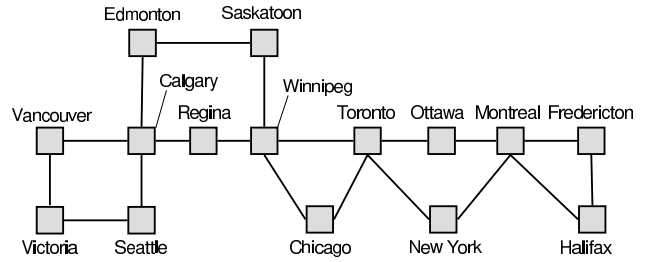 Edmonton
Saskatoon
Calgary
Winnipeg
Vancouver
Regina
Toronto
Ottawa
Montreal
Fredericton
Victoria
Seattle
Chicago
New York
Halifax